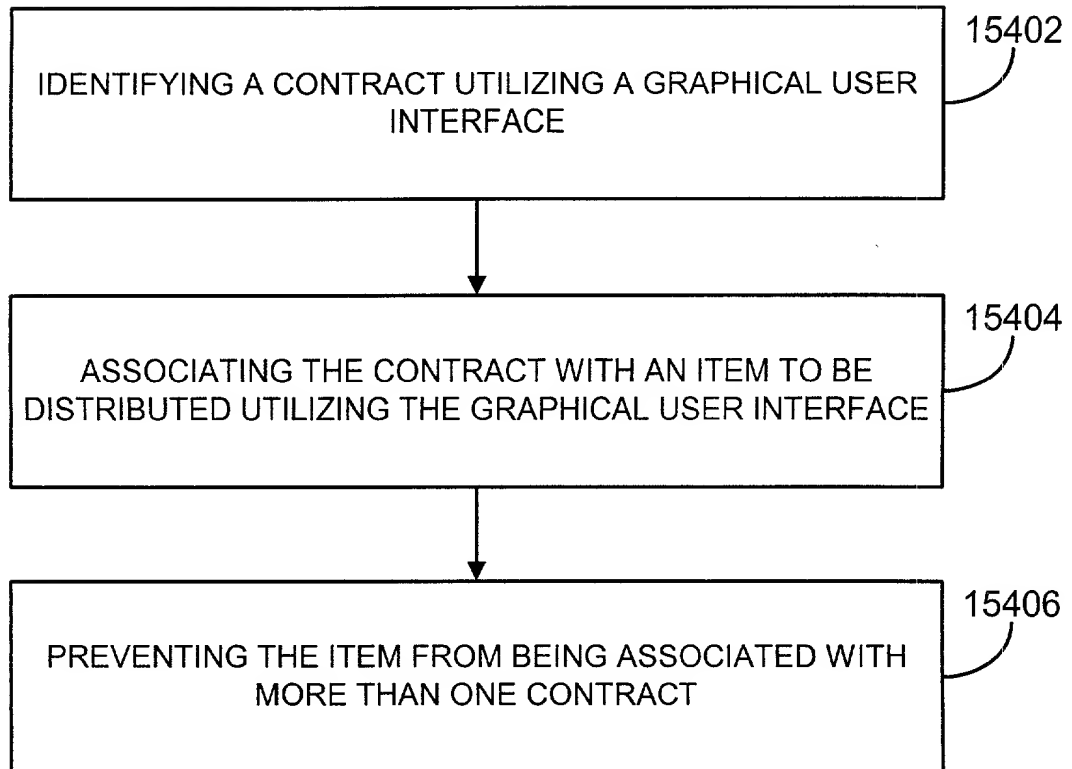 15402
IDENTIFYING A CONTRACT UTILIZING A GRAPHICAL USER
INTERFACE
15404
ASSOCIATING THE CONTRACT WITH AN ITEM TO BE
DISTRIBUTED UTILIZING THE GRAPHICAL USER INTERFACE
15406
PREVENTING THE ITEM FROM BEING ASSOCIATED WITH
MORE THAN ONE CONTRACT